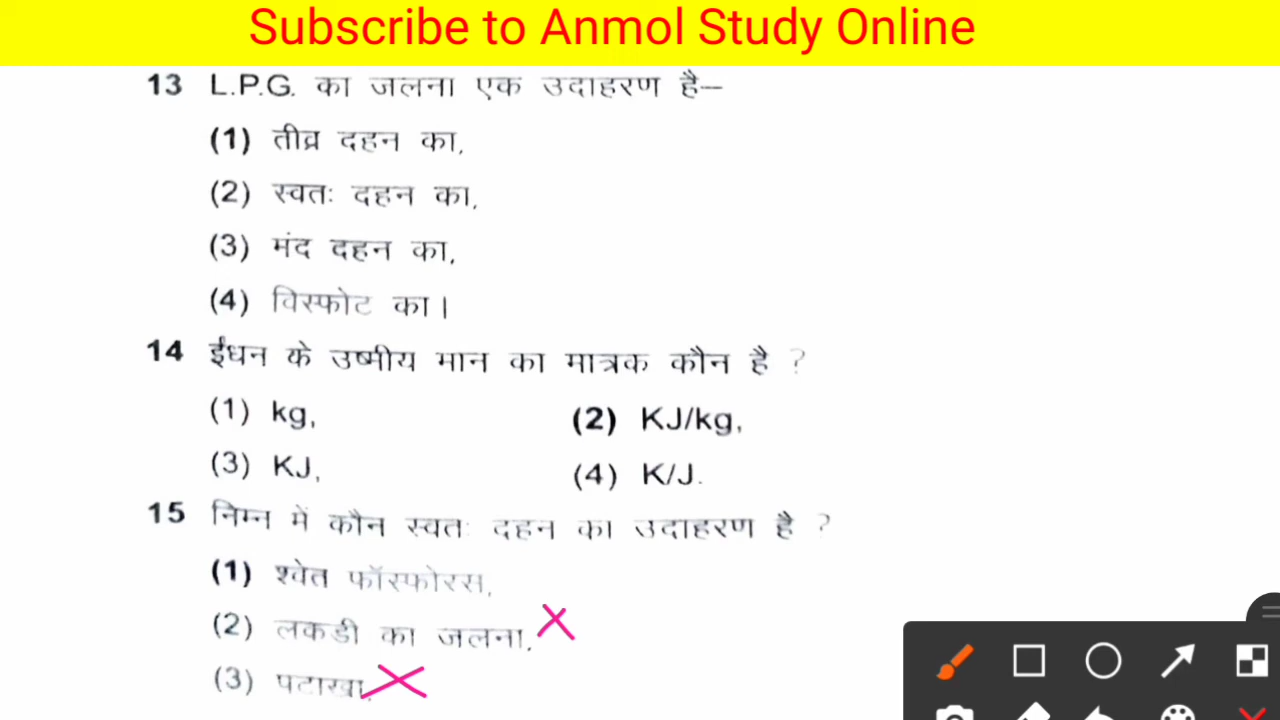 Subscribe to Anmol Study Online
13 L.P.G. का जलना एक उदाहरण है–
(1) तीव्र दहन का,
(2) स्वतः दहन का,
(3) मंद दहन का,
(4) विस्फोट का।
14 ईंधन के उष्मीय मान का मात्रक कौन है ?
(1) kg, (2) KJ/kg,
(3) KJ, (4) K/J.
15 निम्न में कौन स्वतः दहन का उदाहरण है ?
(1) श्वेत फॉस्फोरस,
(2) लकडी का जलना,
(3) पटाखा,